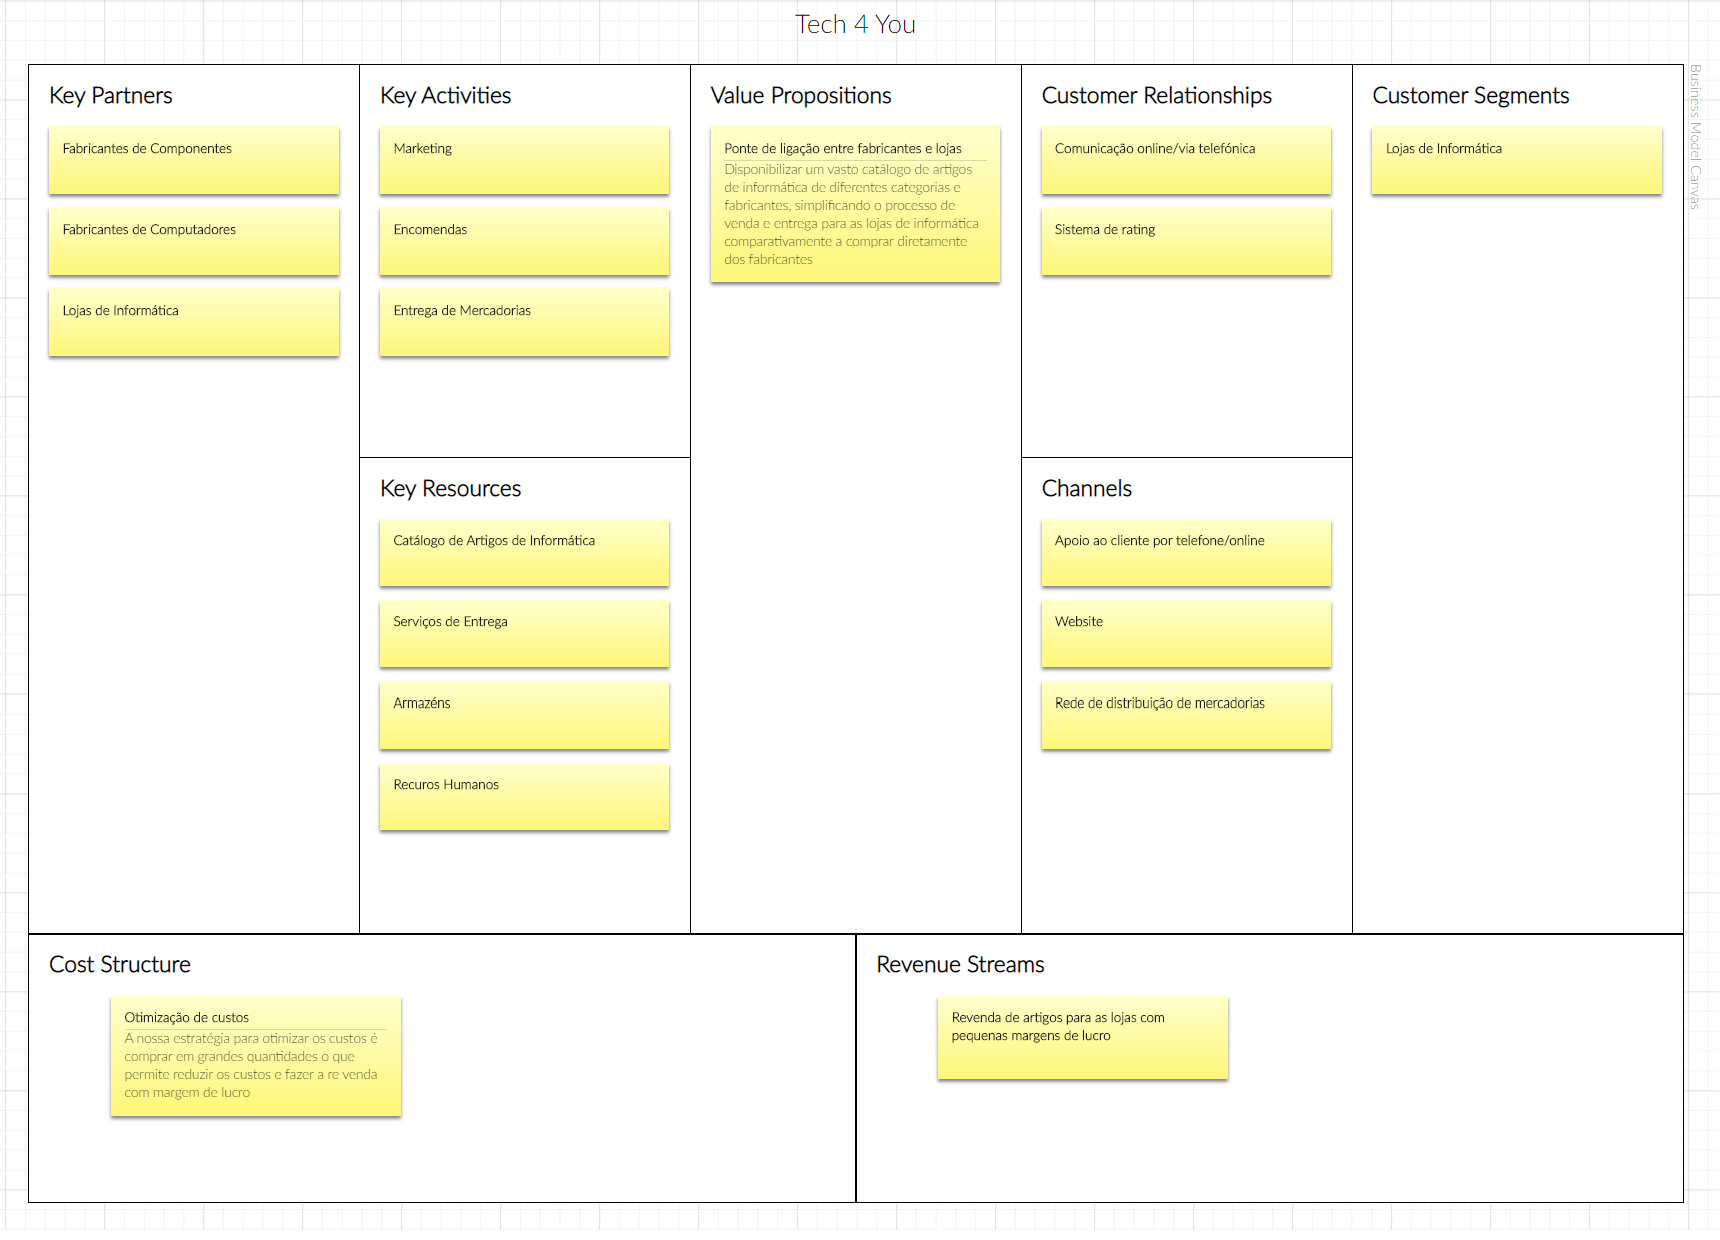 Tech 4 You
Business Model Canvas
Key Partners
Fabricantes de Componentes
Fabricantes de Computadores
Lojas de Informática
Key Activities
Marketing
Encomendas
Entrega de Mercadorias
Key Resources
Catálogo de Artigos de Informática
Serviços de Entrega
Armazéns
Recuros Humanos
Value Propositions
Ponte de ligação entre fabricantes e lojas
Disponibilizar um vasto catálogo de artigos
de informática de diferentes categorias e
fabricantes, simplificando o processo de
venda e entrega para as lojas de informática
comparativamente a comprar diretamente
dos fabricantes
Customer Relationships
Comunicação online/via telefónica
Sistema de rating
Channels
Apoio ao cliente por telefone/online
Website
Rede de distribuição de mercadorias
Customer Segments
Lojas de Informática
Cost Structure
Otimização de custos
A nossa estratégia para otimizar os custos é
comprar em grandes quantidades o que
permite reduzir os custos e fazer a re venda
com margem de lucro
Revenue Streams
Revenda de artigos para as lojas com
pequenas margens de lucro